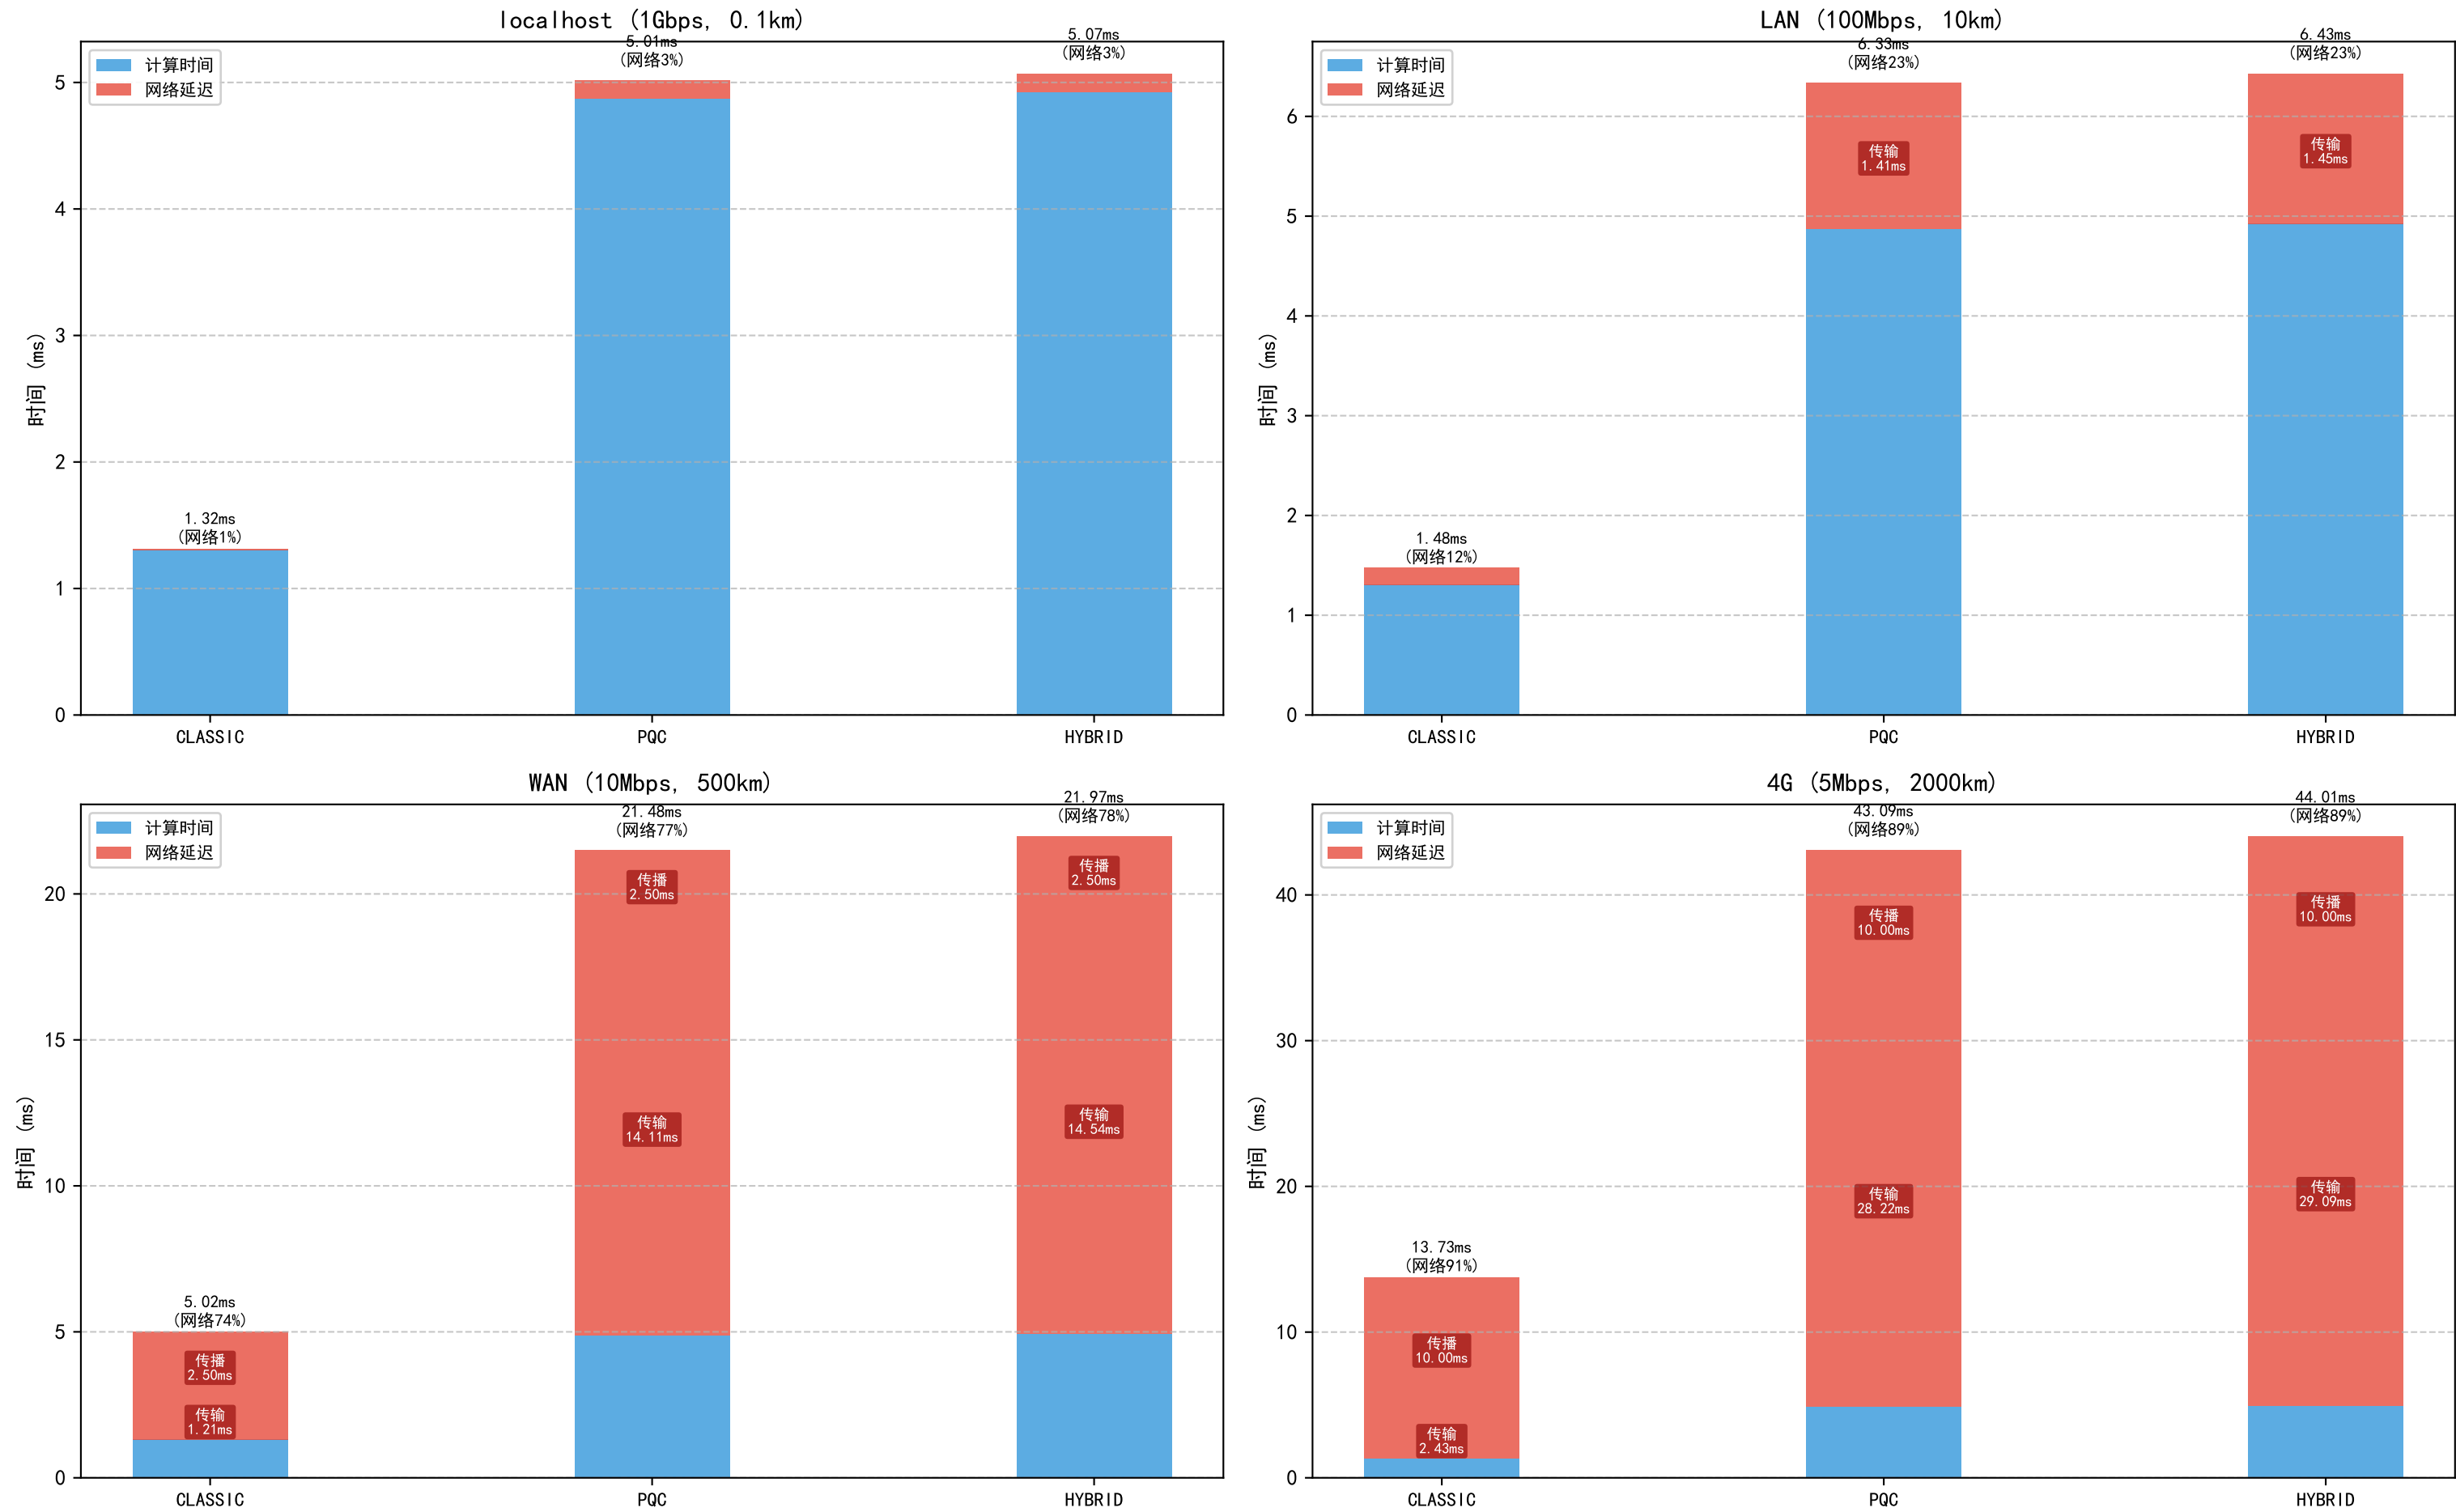 localhost (1Gbps, 0.1km)
计算时间
网络延迟
5.01ms
(网络3%)
5.07ms
(网络3%)
1.32ms
(网络1%)
时间 (ms)
5
4
3
2
1
0
CLASSIC
PQC
HYBRID
LAN (100Mbps, 10km)
计算时间
网络延迟
6.33ms
(网络23%)
6.43ms
(网络23%)
传输
1.41ms
传输
1.45ms
1.48ms
(网络12%)
时间 (ms)
6
5
4
3
2
1
0
CLASSIC
PQC
HYBRID
WAN (10Mbps, 500km)
计算时间
网络延迟
21.48ms
(网络77%)
21.97ms
(网络78%)
传播
2.50ms
传播
2.50ms
传输
14.11ms
传输
14.54ms
5.02ms
(网络74%)
传播
2.50ms
传输
1.21ms
时间 (ms)
20
15
10
5
0
CLASSIC
PQC
HYBRID
4G (5Mbps, 2000km)
计算时间
网络延迟
43.09ms
(网络89%)
44.01ms
(网络89%)
传播
10.00ms
传播
10.00ms
传输
28.22ms
传输
29.09ms
13.73ms
(网络91%)
传播
10.00ms
传输
2.43ms
时间 (ms)
40
30
20
10
0
CLASSIC
PQC
HYBRID